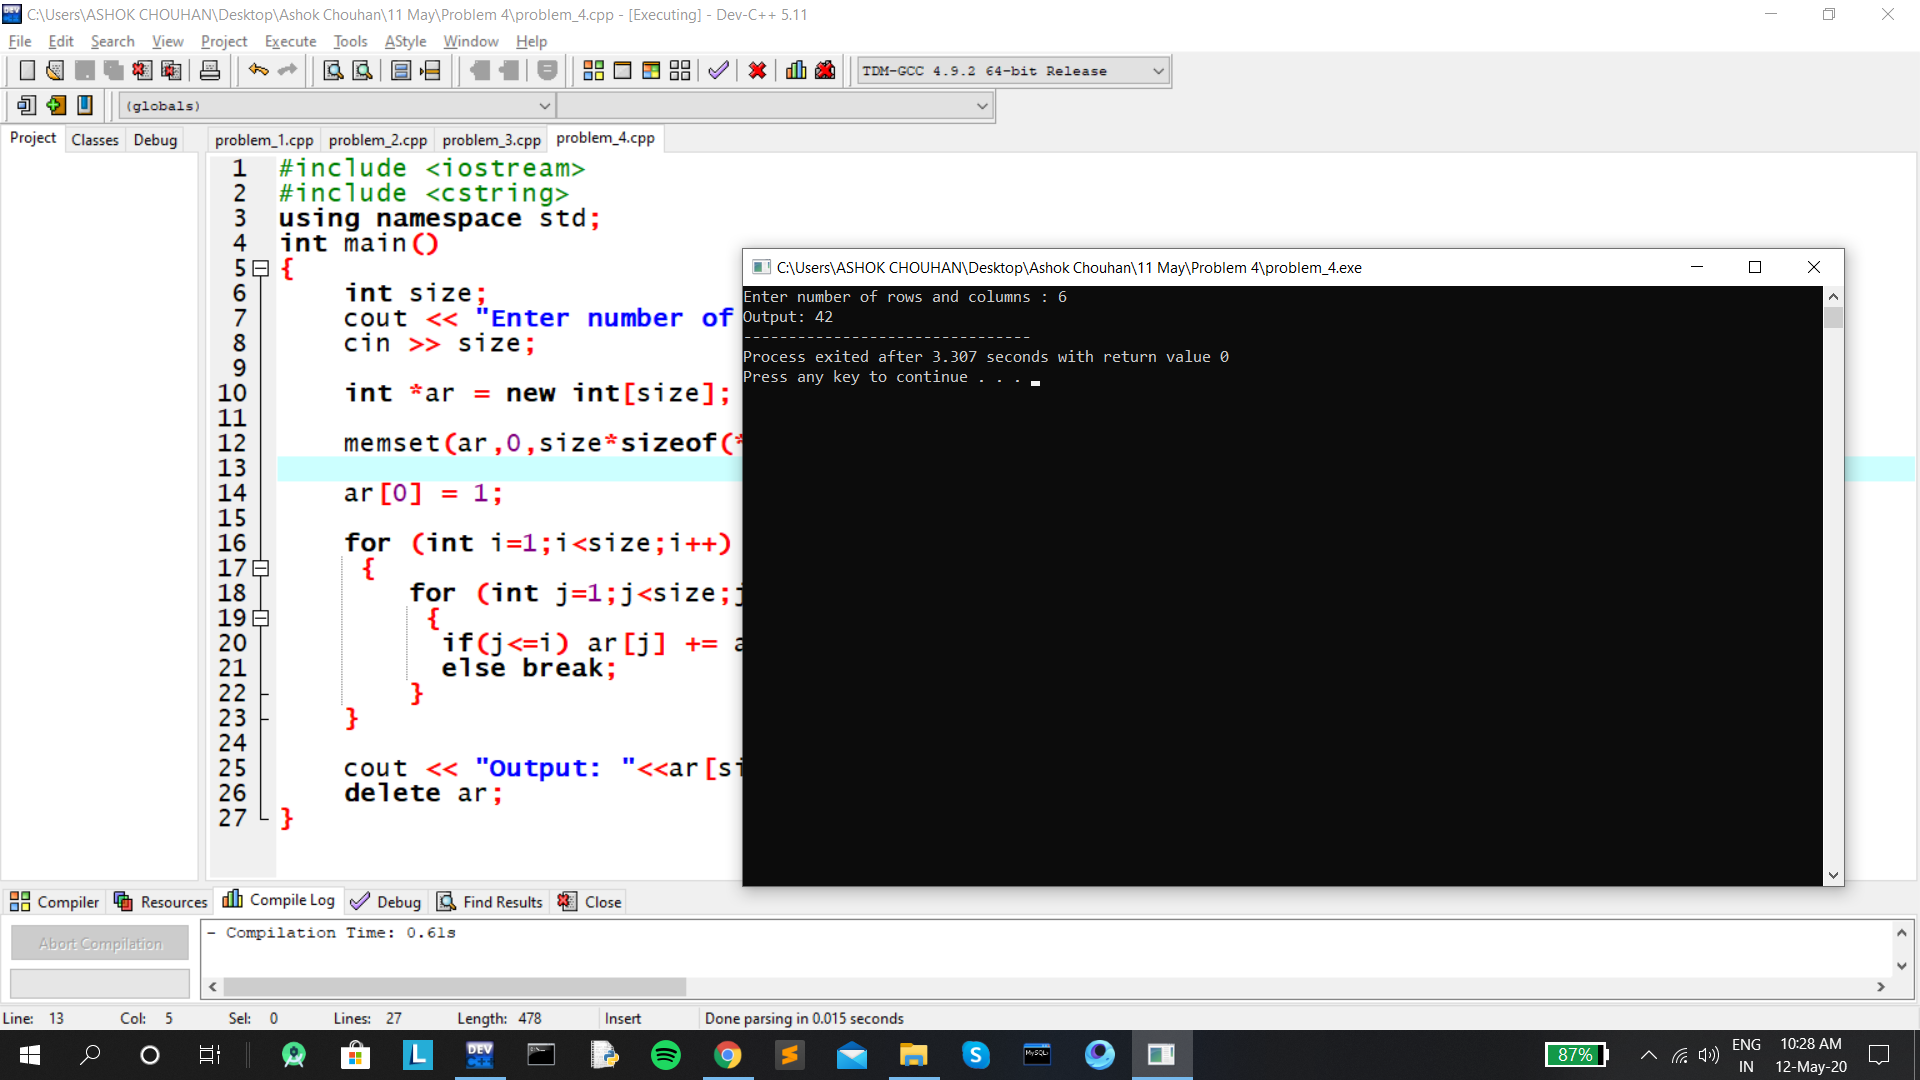 C:\Users\ASHOK CHOUHAN\Desktop\Ashok Chouhan\11 May\Problem 4\problem_4.cpp - [Executing] - Dev-C++ 5.11
File Edit Search View Project Execute Tools AStyle Window Help
TDM-GCC 4.9.2 64-bit Release
(globals)
Project Classes Debug problem_1.cpp problem_2.cpp problem_3.cpp problem_4.cpp
1 #include <iostream>
2 #include <cstring>
3 using namespace std;
4 int main()
5 {
6 int size;
7 cout << "Enter number of
8 cin >> size;
9
10 int *ar = new int[size];
11
12 memset(ar,0,size*sizeof(*
13
14 ar[0] = 1;
15
16 for (int i=1;i<size;i++)
17 {
18 for (int j=1;j<size;j
19 {
20 if(j<=i) ar[j] += a
21 else break;
22 }
23 }
24
25 cout << "Output: "<<ar[si
26 delete ar;
27 }
C:\Users\ASHOK CHOUHAN\Desktop\Ashok Chouhan\11 May\Problem 4\problem_4.exe
Enter number of rows and columns : 6
Output: 42
--------------------------------
Process exited after 3.307 seconds with return value 0
Press any key to continue . . .
Compiler Resources Compile Log Debug Find Results Close
Abort Compilation
- Compilation Time: 0.61s
Line: 13 Col: 5 Sel: 0 Lines: 27 Length: 478 Insert Done parsing in 0.015 seconds
L
DEV C++
MySQL
87%
ENG
IN
10:28 AM
12-May-20